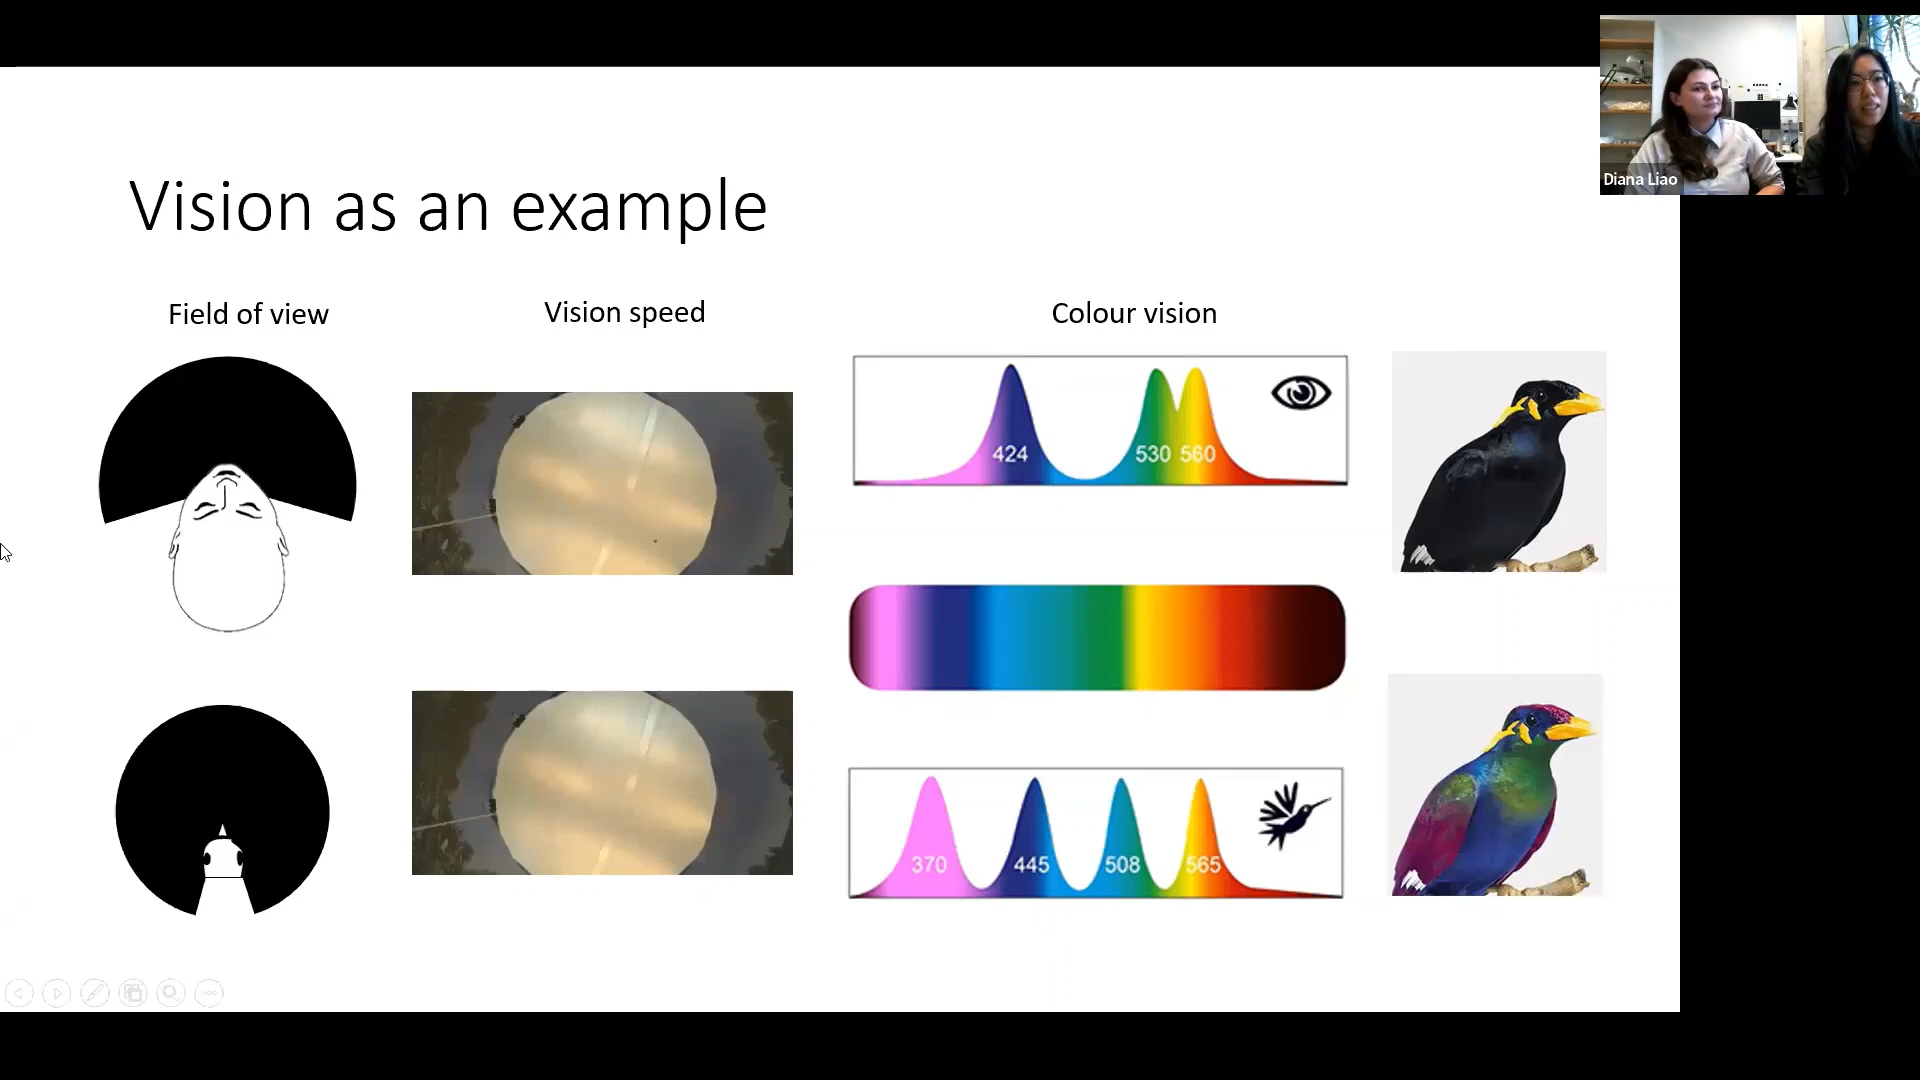 Diana Liao
Vision as an example
Field of view
Vision speed
Colour vision
424
530 560
370
445
508
565